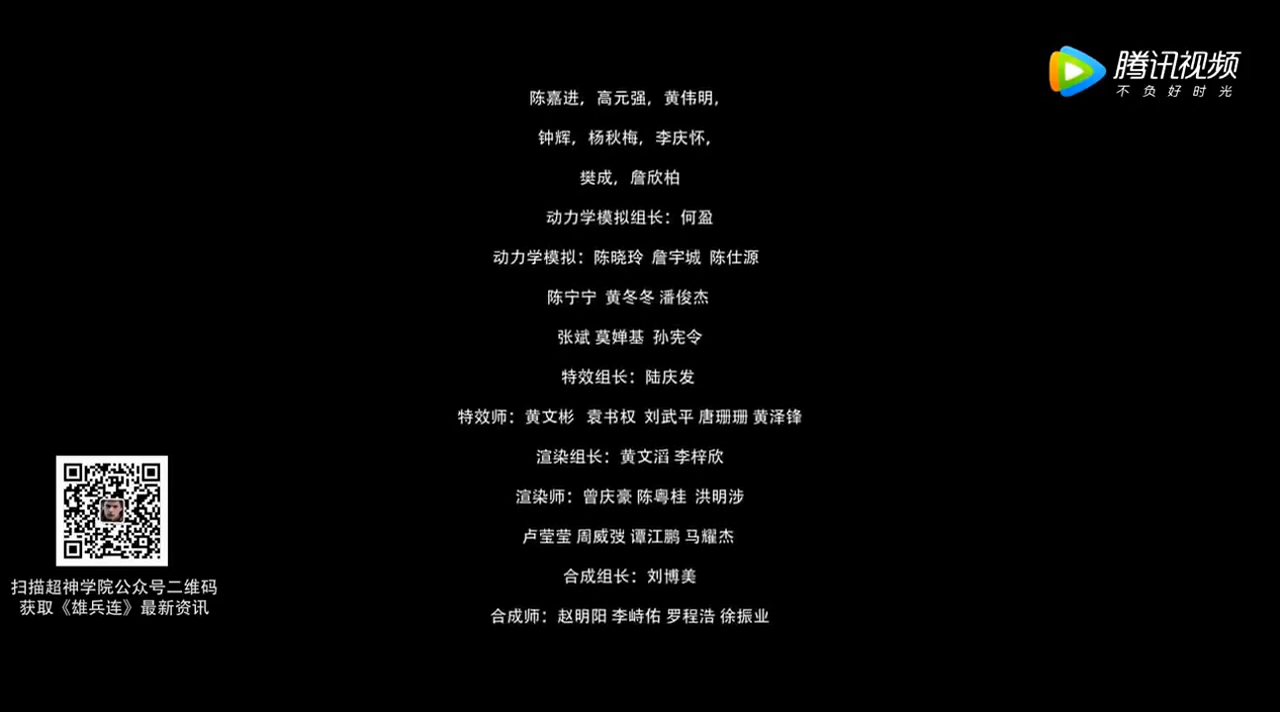 腾讯视频
不负好时光
陈嘉进，高元强，黄伟明，
钟辉，杨秋梅，李庆怀，
樊成，詹欣柏
动力学模拟组长：何盈
动力学模拟：陈晓玲 詹宇城 陈仕源
陈宁宁 黄冬冬 潘俊杰
张斌 莫婵基 孙宪令
特效组长：陆庆发
特效师：黄文彬 袁书权 刘武平 唐珊珊 黄泽锋
渲染组长：黄文滔 李梓欣
渲染师：曾庆豪 陈粤桂 洪明涉
卢莹莹 周威弢 谭江鹏 马耀杰
合成组长：刘博美
合成师：赵明阳 李峙佑 罗程浩 徐振业
扫描超神学院公众号二维码
获取《雄兵连》最新资讯